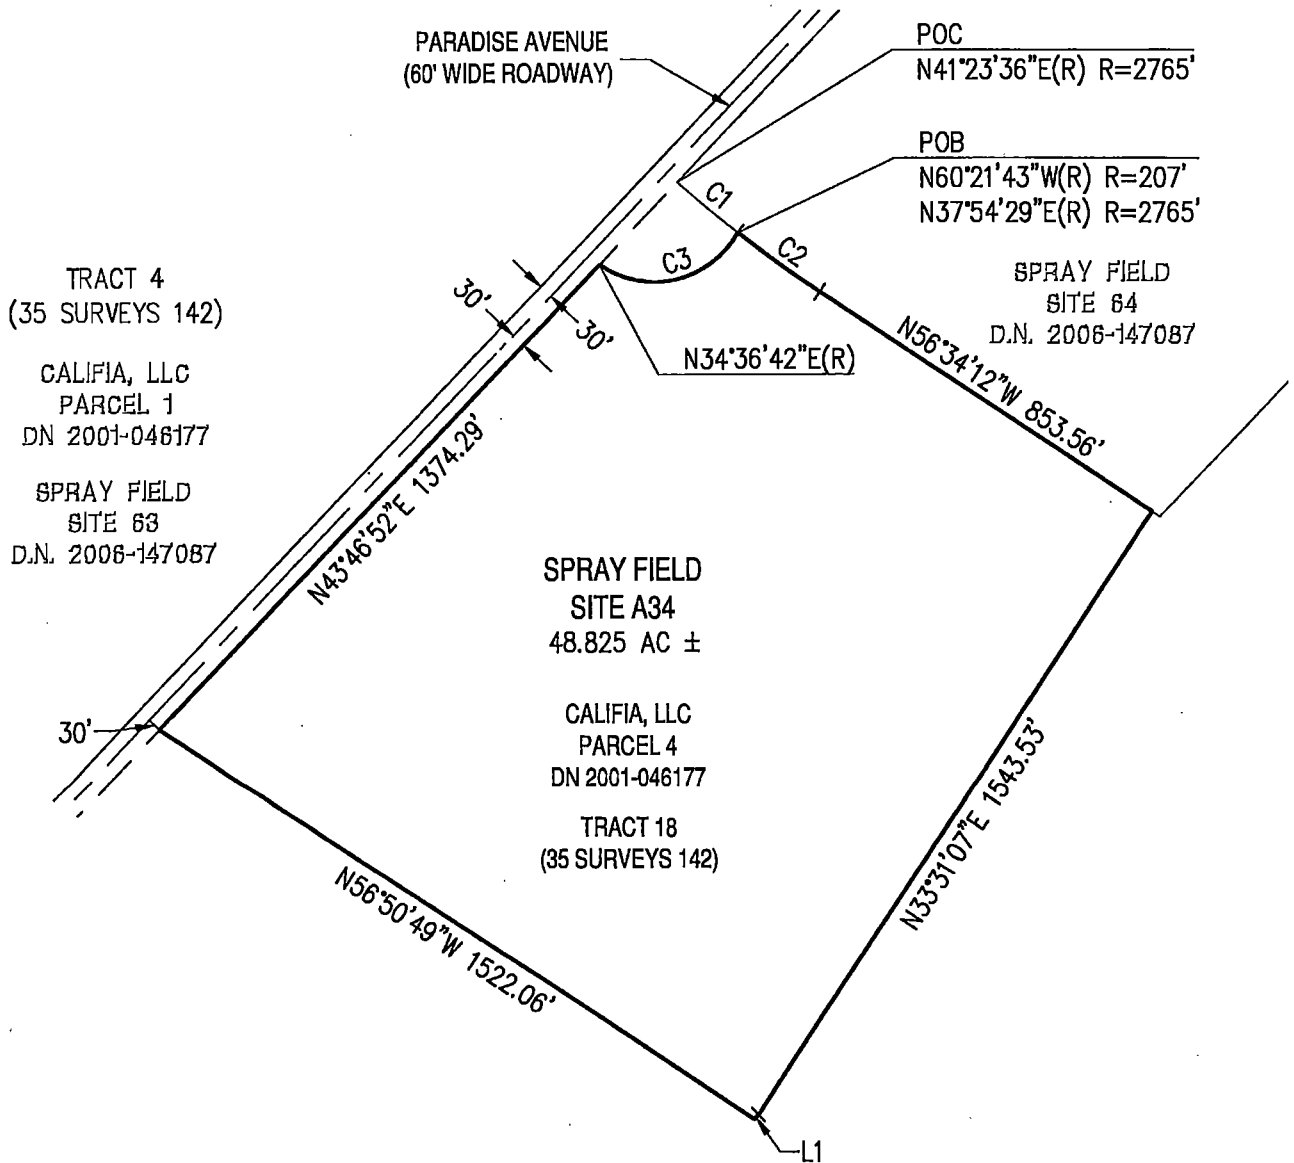 PARADISE AVENUE
(60' WIDE ROADWAY)
POC
N41°23'36"E(R) R=2765'
POB
N60°21'43"W(R) R=207'
N37°54'29"E(R) R=2765'
C1
C2
C3
TRACT 4
(35 SURVEYS 142)
CALIFIA, LLC
PARCEL 1
DN 2001-046177
SPRAY FIELD
SITE 63
D.N. 2006-147087
30'
30'
SPRAY FIELD
SITE 64
D.N. 2006-147087
N34°36'42"E(R)
N56°34'12"W 853.56'
N43°46'52"E 1374.29'
SPRAY FIELD
SITE A34
48.825 AC ±
CALIFIA, LLC
PARCEL 4
DN 2001-046177
TRACT 18
(35 SURVEYS 142)
30'
N33°31'07"E 1543.53'
N56°50'49"W 1522.06'
L1